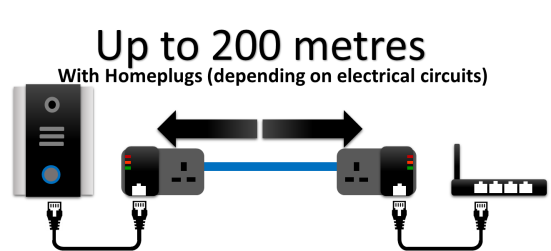 Up to 200 metres
With Homeplugs (depending on electrical circuits)